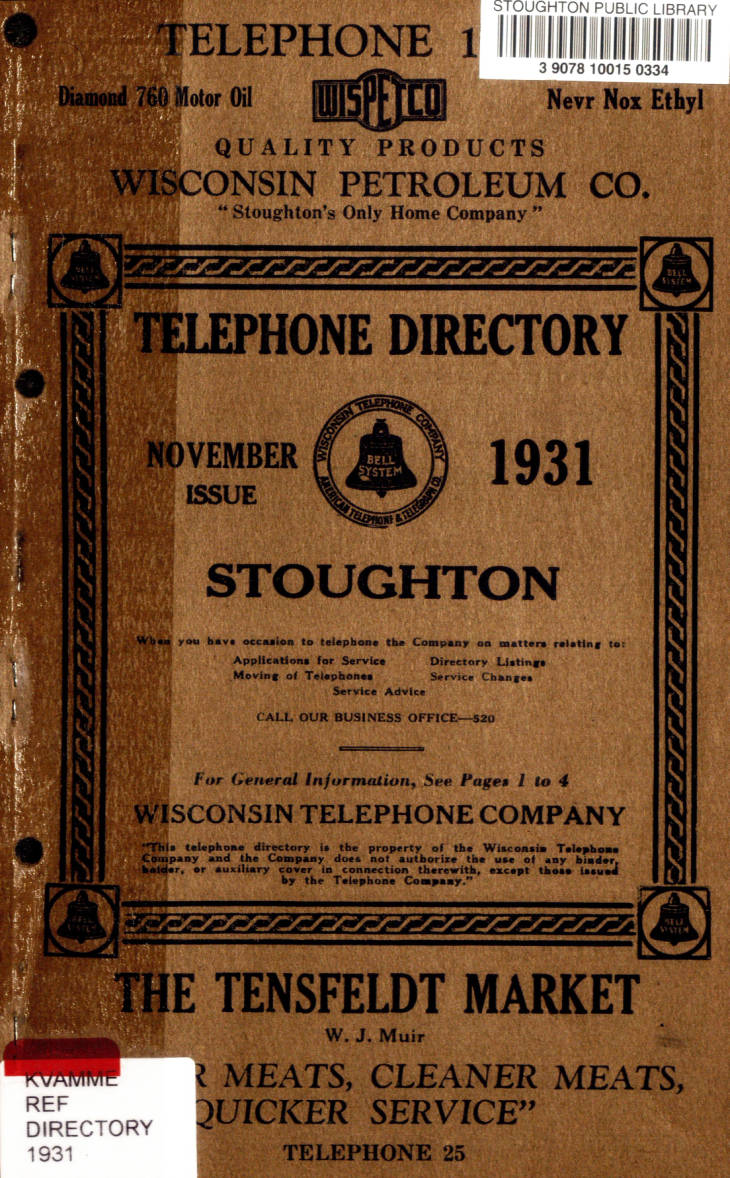 STOUGHTON PUBLIC LIBRARY
3 9078 10015 0334
TELEPHONE 1
Diamond 760 Motor Oil
WISPETCO
Nevr Nox Ethyl
QUALITY PRODUCTS
WISCONSIN PETROLEUM CO.
"Stoughton's Only Home Company"
BELL SYSTEM
BELL SYSTEM
TELEPHONE DIRECTORY
NOVEMBER
ISSUE
WISCONSIN TELEPHONE COMPANY
BELL SYSTEM
AMERICAN TELEPHONE & TELEGRAPH CO.
1931
STOUGHTON
When you have occasion to telephone the Company on matters relating to:
Applications for Service Directory Listings
Moving of Telephones Service Changes
Service Advice
CALL OUR BUSINESS OFFICE—520
For General Information, See Pages 1 to 4
WISCONSIN TELEPHONE COMPANY
"This telephone directory is the property of the Wisconsin Telephone
Company and the Company does not authorize the use of any binder,
holder, or auxiliary cover in connection therewith, except those issued
by the Telephone Company."
BELL SYSTEM
BELL SYSTEM
THE TENSFELDT MARKET
W. J. Muir
R MEATS, CLEANER MEATS,
QUICKER SERVICE"
TELEPHONE 25
KVAMME
REF
DIRECTORY
1931